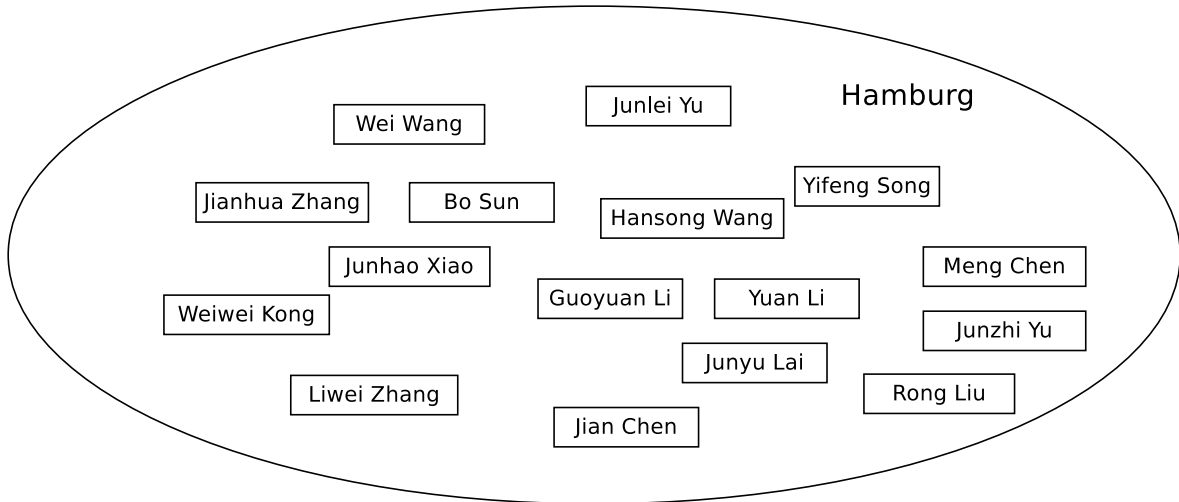 Hamburg
Junlei Yu
Wei Wang
Yifeng Song
Jianhua Zhang
Bo Sun
Hansong Wang
Junhao Xiao
Meng Chen
Guoyuan Li
Yuan Li
Weiwei Kong
Junzhi Yu
Junyu Lai
Liwei Zhang
Rong Liu
Jian Chen